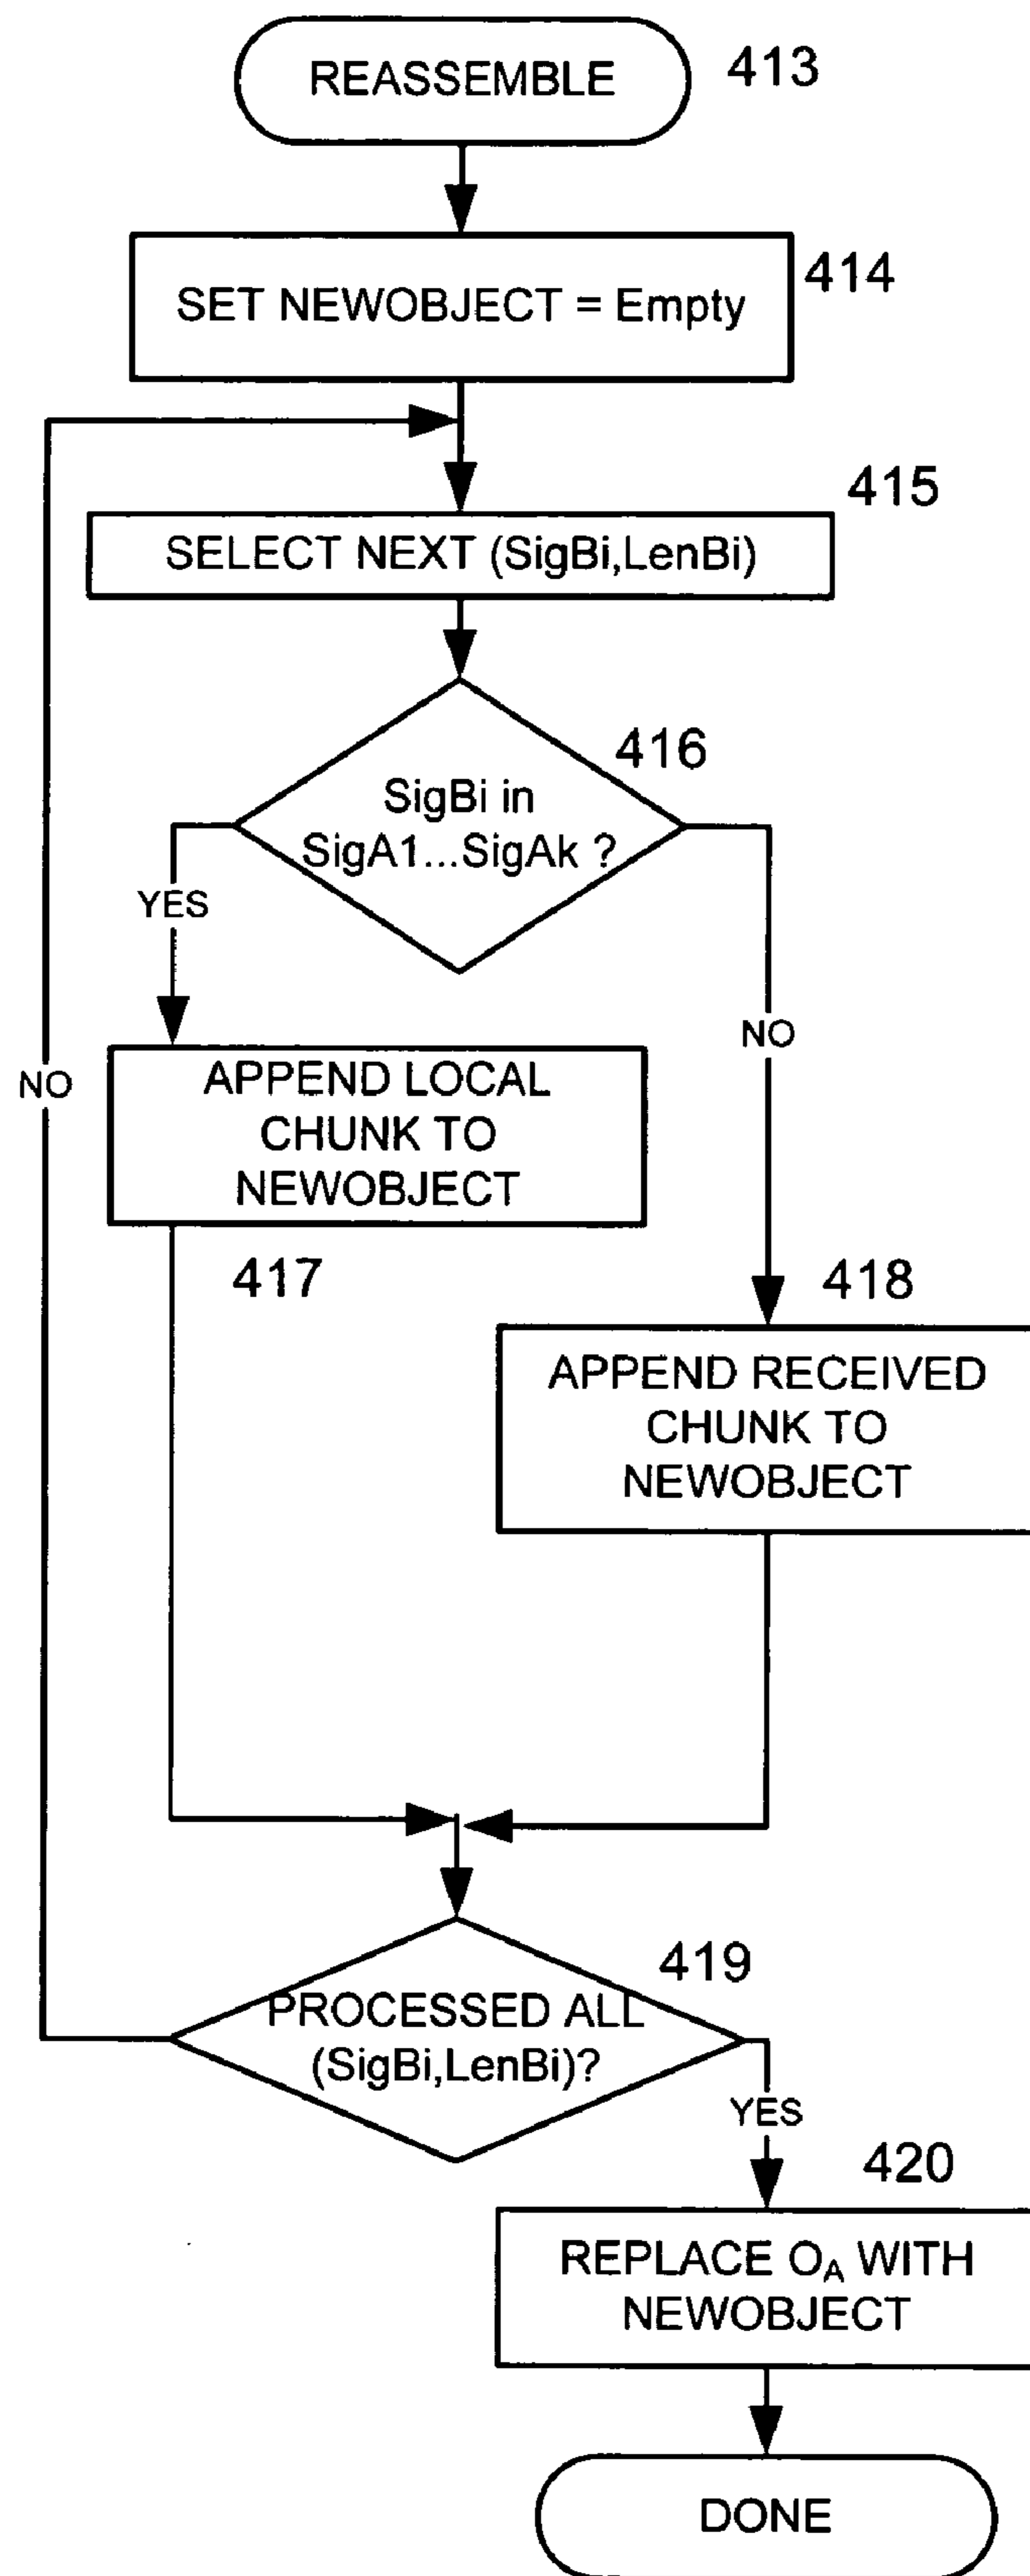 REASSEMBLE
413
SET NEWOBJECT = Empty
414
415
SELECT NEXT (SigBi,LenBi)
416
SigBi in
SigA1...SigAk ?
YES
NO
NO
APPEND LOCAL
CHUNK TO
NEWOBJECT
417
418
APPEND RECEIVED
CHUNK TO
NEWOBJECT
419
PROCESSED ALL
(SigBi,LenBi)?
YES
420
REPLACE O_A WITH
NEWOBJECT
DONE